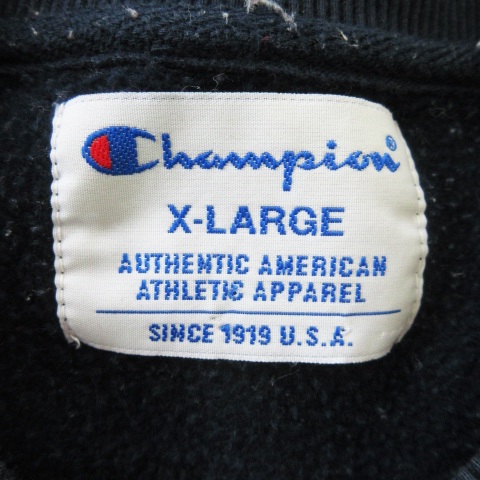 Champion®
X-LARGE
AUTHENTIC AMERICAN
ATHLETIC APPAREL
SINCE 1919 U.S.A.